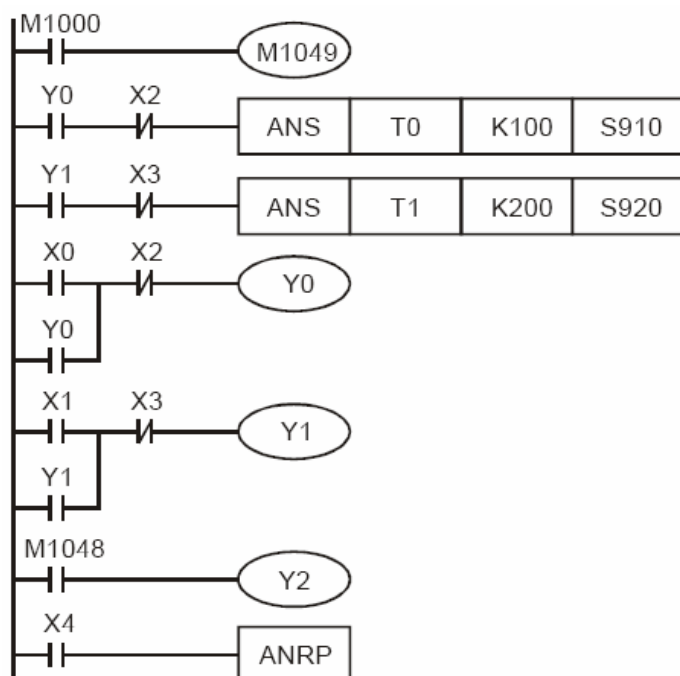 M1000
M1049
Y0 X2
ANS T0 K100 S910
Y1 X3
ANS T1 K200 S920
X0 X2
Y0
Y0
X1 X3
Y1
Y1
M1048
Y2
X4
ANRP